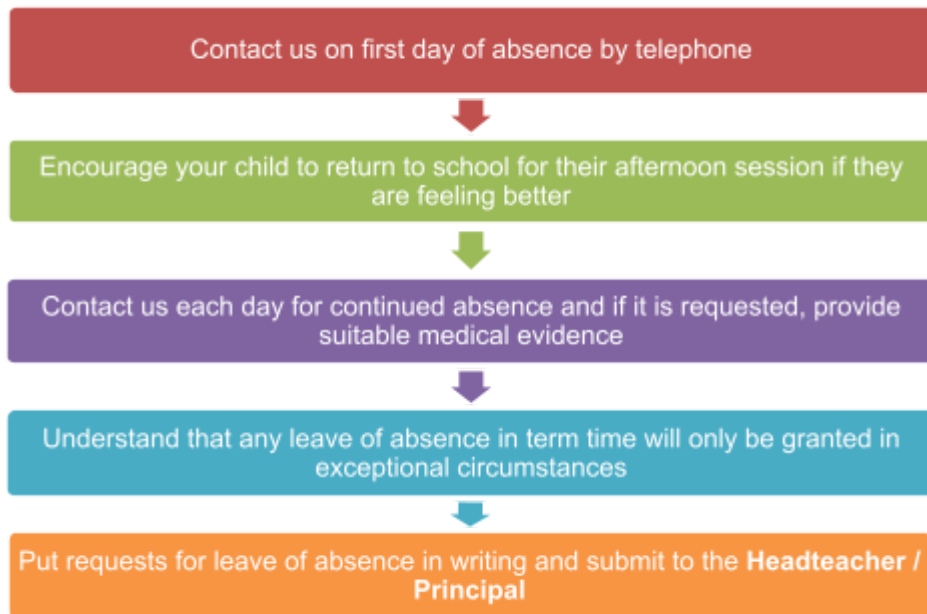 Contact us on first day of absence by telephone
Encourage your child to return to school for their afternoon session if they
are feeling better
Contact us each day for continued absence and if it is requested, provide
suitable medical evidence
Understand that any leave of absence in term time will only be granted in
exceptional circumstances
Put requests for leave of absence in writing and submit to the Headteacher /
Principal